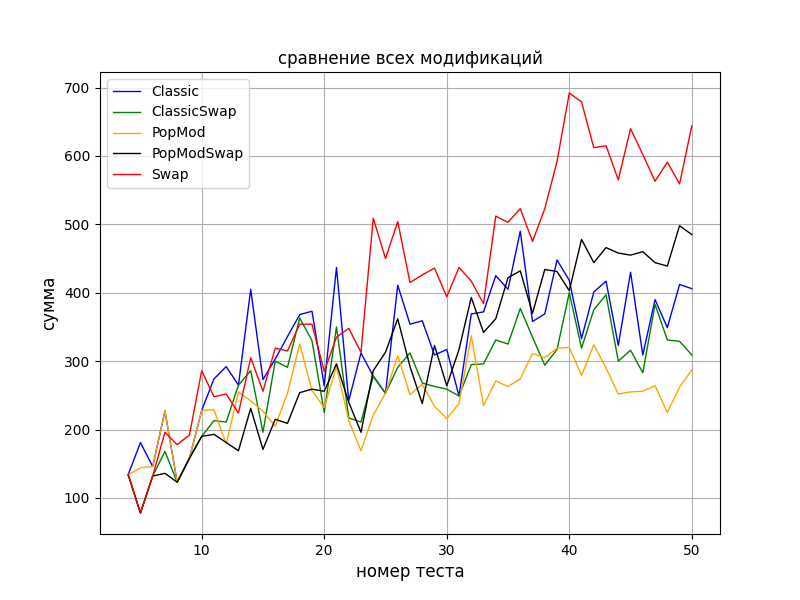 сравнение всех модификаций
Classic
ClassicSwap
PopMod
PopModSwap
Swap
700
600
500
400
300
200
100
сумма
10
20
30
40
50
номер теста